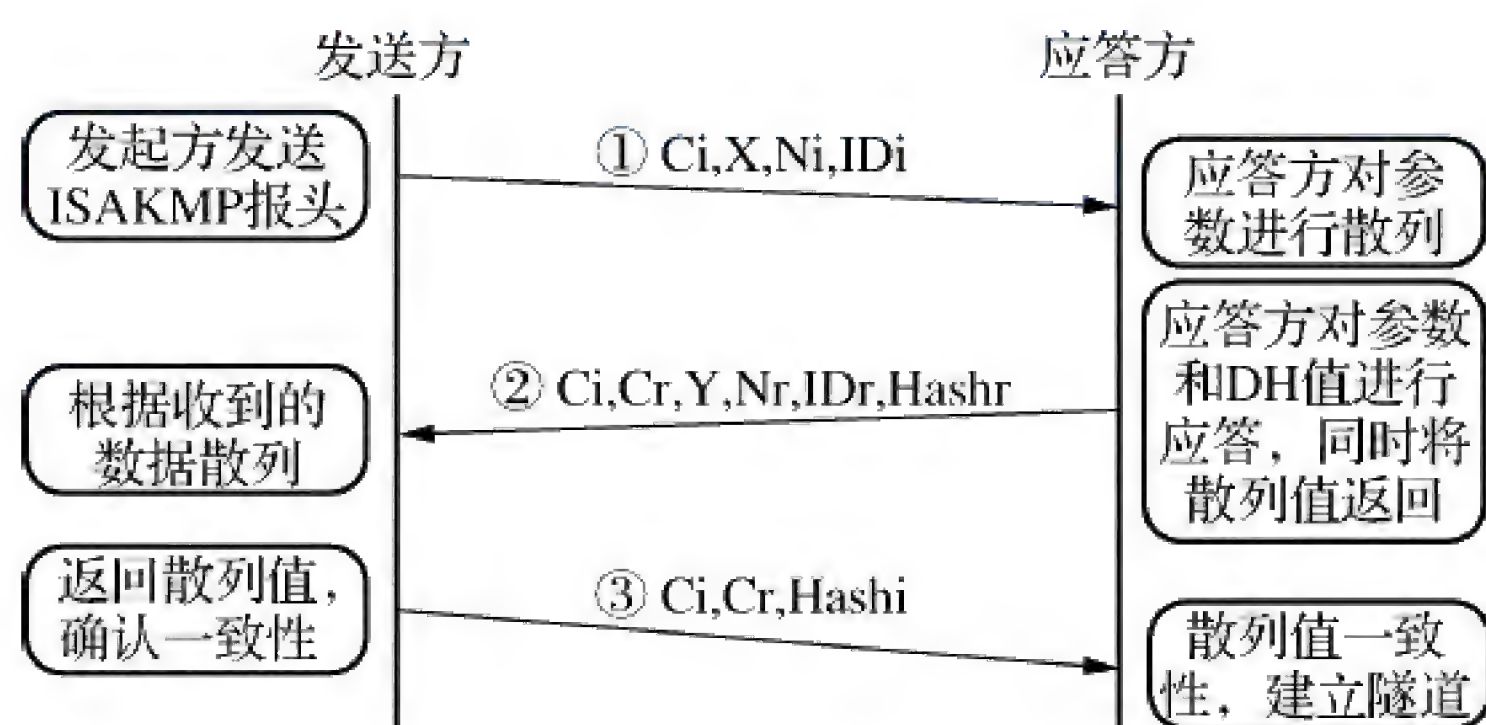 发送方
应答方
发起方发送
ISAKMP报头
① Ci,X,Ni,IDi
应答方对参
数进行散列
根据收到的
数据散列
② Ci,Cr,Y,Nr,IDr,Hashr
应答方对参数
和DH值进行
应答，同时将
散列值返回
返回散列值，
确认一致性
③ Ci,Cr,Hashi
散列值一致
性，建立隧道